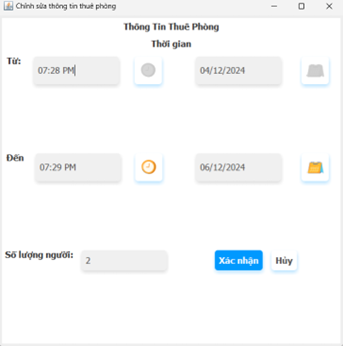 Chỉnh sửa thông tin thuê phòng
Thông Tin Thuê Phòng
Thời gian
Từ:
07:28 PM
04/12/2024
Đến
07:29 PM
06/12/2024
Số lượng người:
2
Xác nhận
Hủy